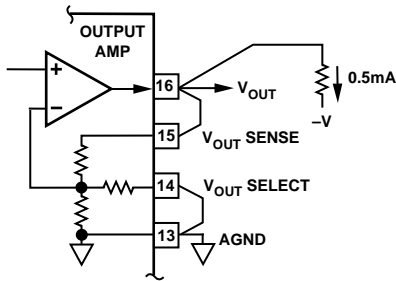 OUTPUT
AMP
+
–
16
V_OUT
0.5mA
–V
15
V_OUT SENSE
14
V_OUT SELECT
13
AGND